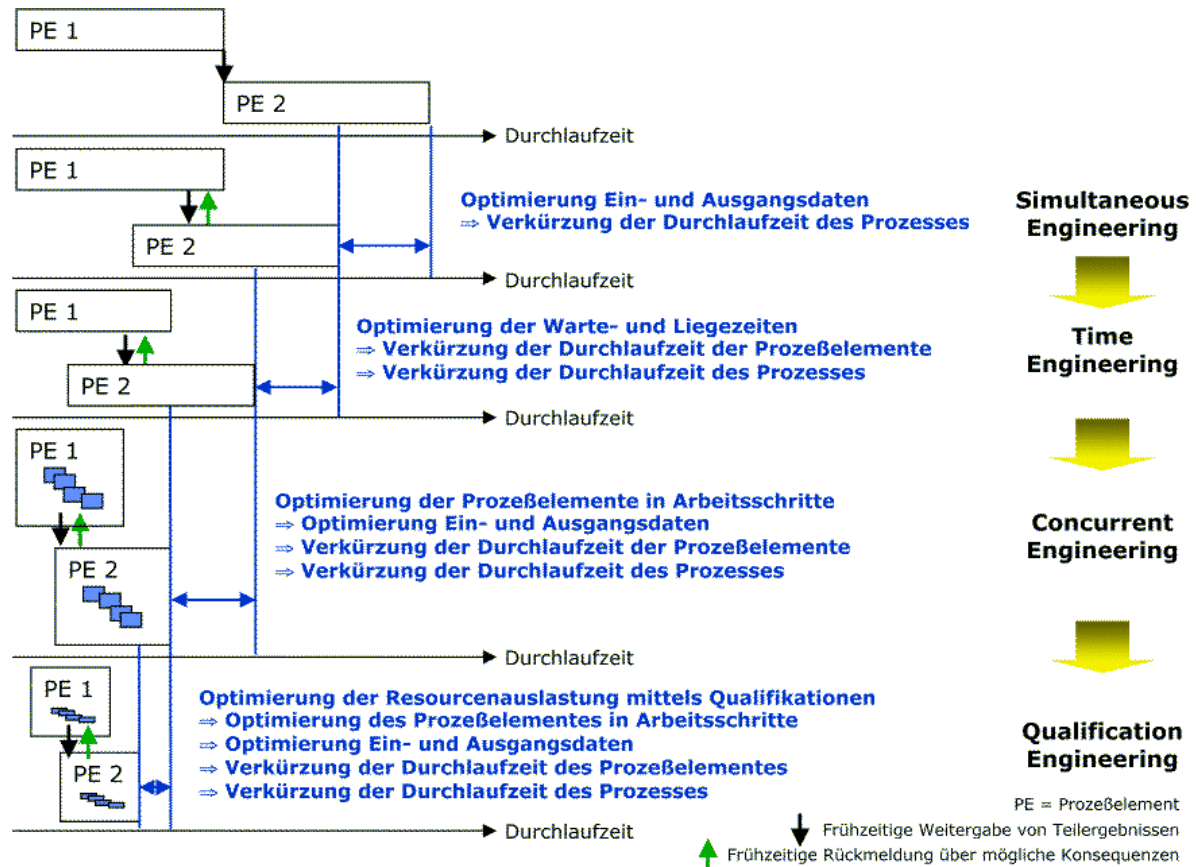 PE 1
PE 2
Durchlaufzeit
PE 1
PE 2
Optimierung Ein- und Ausgangsdaten
⇒ Verkürzung der Durchlaufzeit des Prozesses
Simultaneous
Engineering
Durchlaufzeit
PE 1
PE 2
Optimierung der Warte- und Liegezeiten
⇒ Verkürzung der Durchlaufzeit der Prozeßelemente
⇒ Verkürzung der Durchlaufzeit des Prozesses
Time
Engineering
Durchlaufzeit
PE 1
PE 2
Optimierung der Prozeßelemente in Arbeitsschritte
⇒ Optimierung Ein- und Ausgangsdaten
⇒ Verkürzung der Durchlaufzeit der Prozeßelemente
⇒ Verkürzung der Durchlaufzeit des Prozesses
Concurrent
Engineering
Durchlaufzeit
PE 1
PE 2
Optimierung der Resourcenauslastung mittels Qualifikationen
⇒ Optimierung des Prozeßelementes in Arbeitsschritte
⇒ Optimierung Ein- und Ausgangsdaten
⇒ Verkürzung der Durchlaufzeit des Prozeßelementes
⇒ Verkürzung der Durchlaufzeit des Prozesses
Qualification
Engineering
Durchlaufzeit
PE = Prozeßelement
Frühzeitige Weitergabe von Teilergebnissen
Frühzeitige Rückmeldung über mögliche Konsequenzen